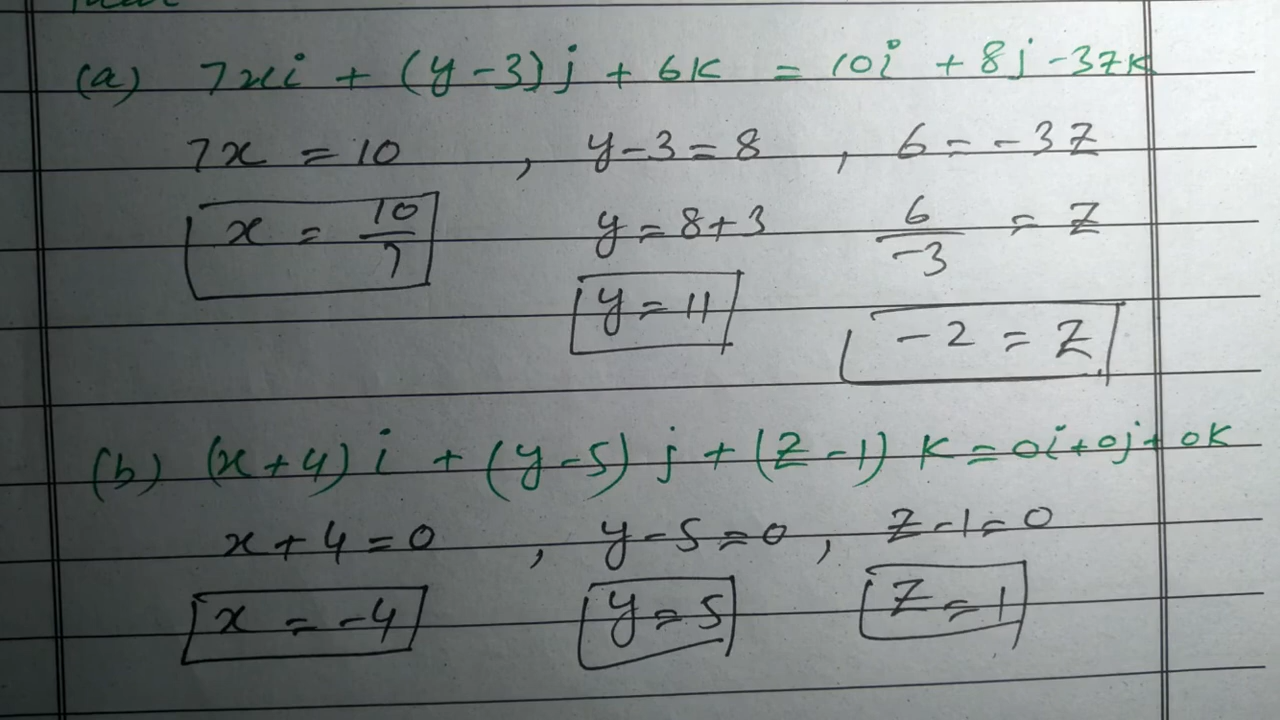 (a) 7xi + (y-3)j + 6k = 10i + 8j -3zk
7x = 10 , y-3=8 , 6 = -3z
x = 10/7 y = 8+3 6/-3 = z
y = 11 -2 = z
(b) (x+4) i + (y-5) j + (z-1) k = 0i+0j+0k
x+4=0 , y-5=0 , z-1=0
x = -4 y=5 z=1